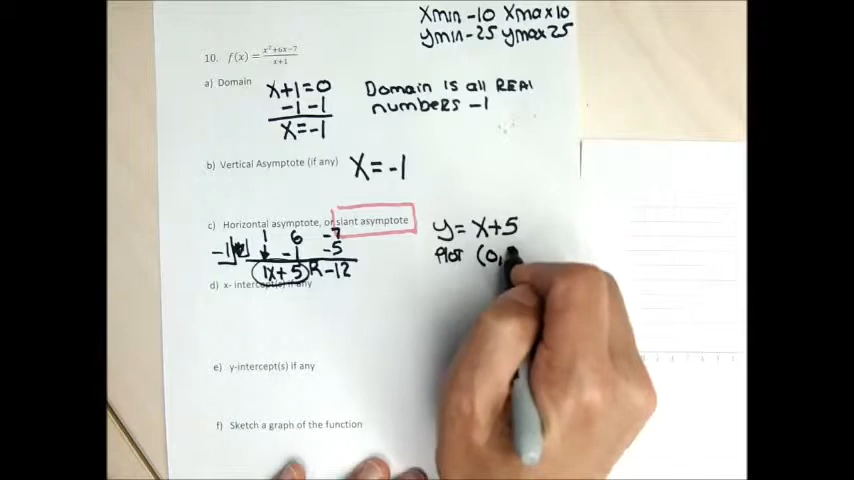 Xmin -10 Xmax 10
ymin -25 ymax 25
10. f(x) = x²+6x-7 / x+1
a) Domain
x+1=0
-1 -1
x=-1
Domain is all REAl
numbers -1
b) Vertical Asymptote (if any)
X=-1
c) Horizontal asymptote, or slant asymptote
1 6 -7
-1 ↓ -1 -5
1x+5 R-12
y= x+5
Plot (0,
d) x- intercept(s) if any
e) y-intercept(s) if any
f) Sketch a graph of the function